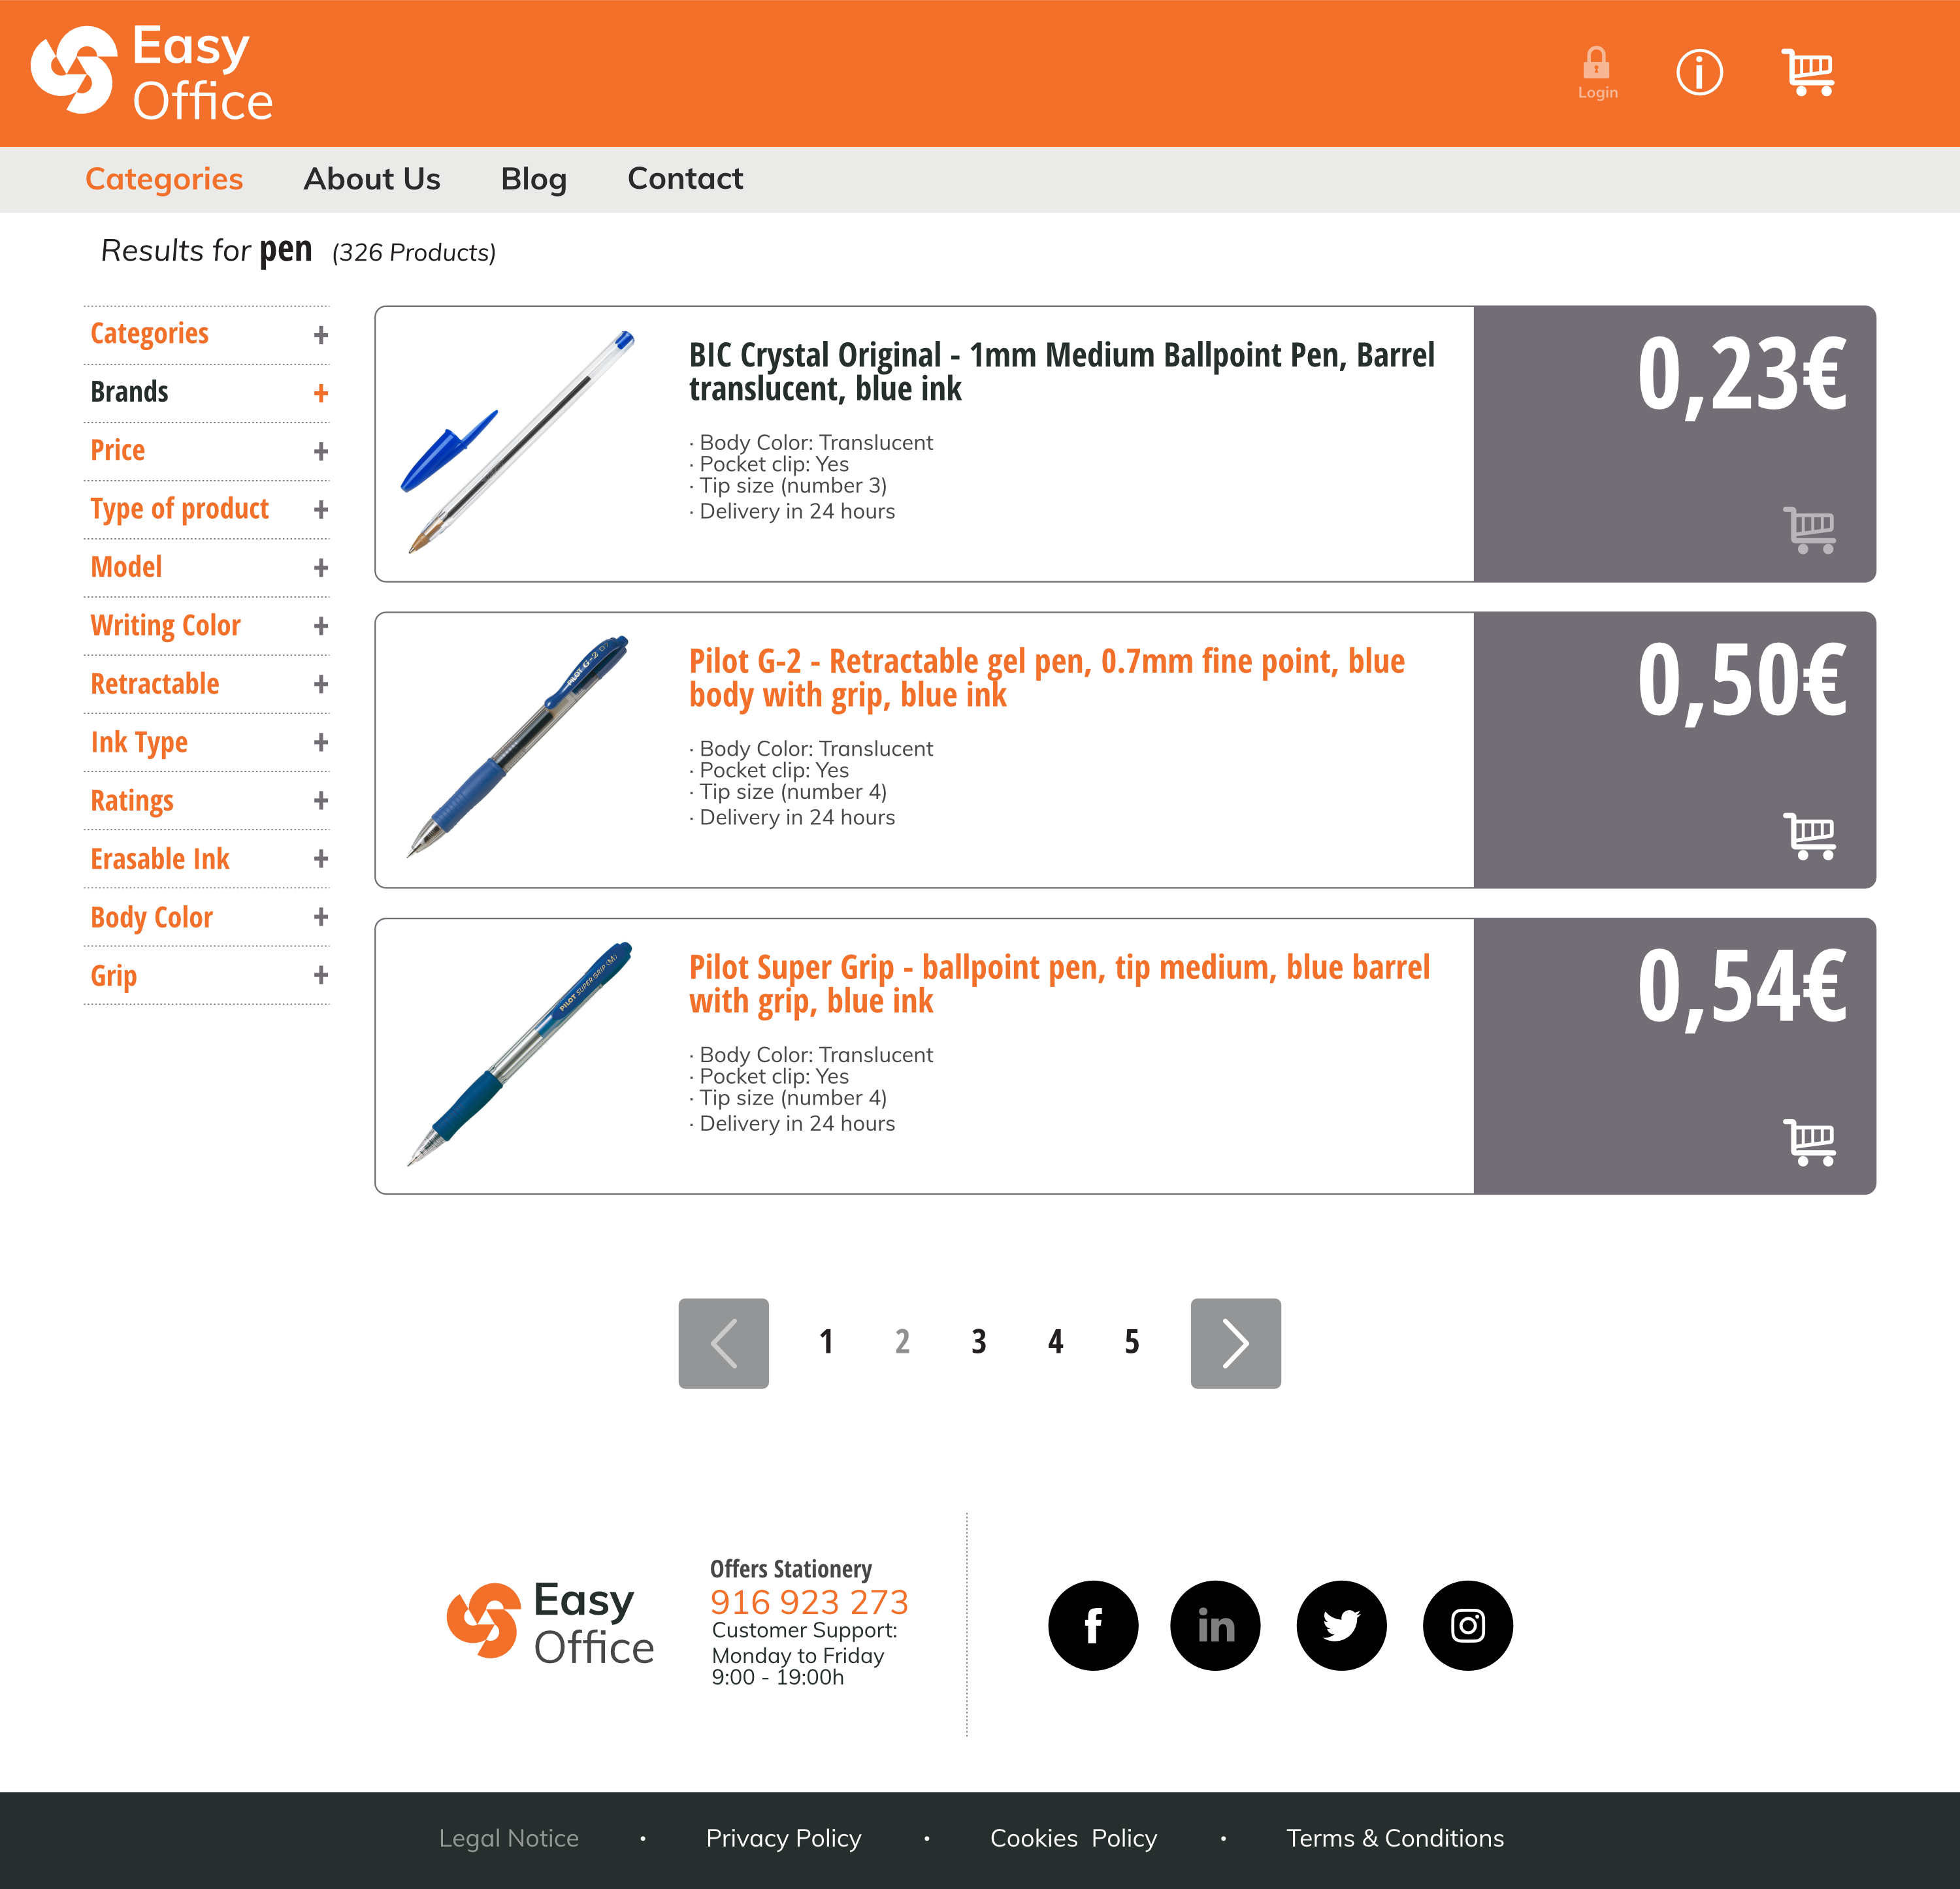 Easy
Office
Login
Categories
About Us
Blog
Contact
Results for pen (326 Products)
Categories +
Brands +
Price +
Type of product +
Model +
Writing Color +
Retractable +
Ink Type +
Ratings +
Erasable Ink +
Body Color +
Grip +
BIC Crystal Original - 1mm Medium Ballpoint Pen, Barrel
translucent, blue ink
· Body Color: Translucent
· Pocket clip: Yes
· Tip size (number 3)
· Delivery in 24 hours
0,23€
PILOT G-2 07
Pilot G-2 - Retractable gel pen, 0.7mm fine point, blue
body with grip, blue ink
· Body Color: Translucent
· Pocket clip: Yes
· Tip size (number 4)
· Delivery in 24 hours
0,50€
PILOT SUPER GRIP (M)
Pilot Super Grip - ballpoint pen, tip medium, blue barrel
with grip, blue ink
· Body Color: Translucent
· Pocket clip: Yes
· Tip size (number 4)
· Delivery in 24 hours
0,54€
1 2 3 4 5
Easy
Office
Offers Stationery
916 923 273
Customer Support:
Monday to Friday
9:00 - 19:00h
f
in
Legal Notice · Privacy Policy · Cookies Policy · Terms & Conditions